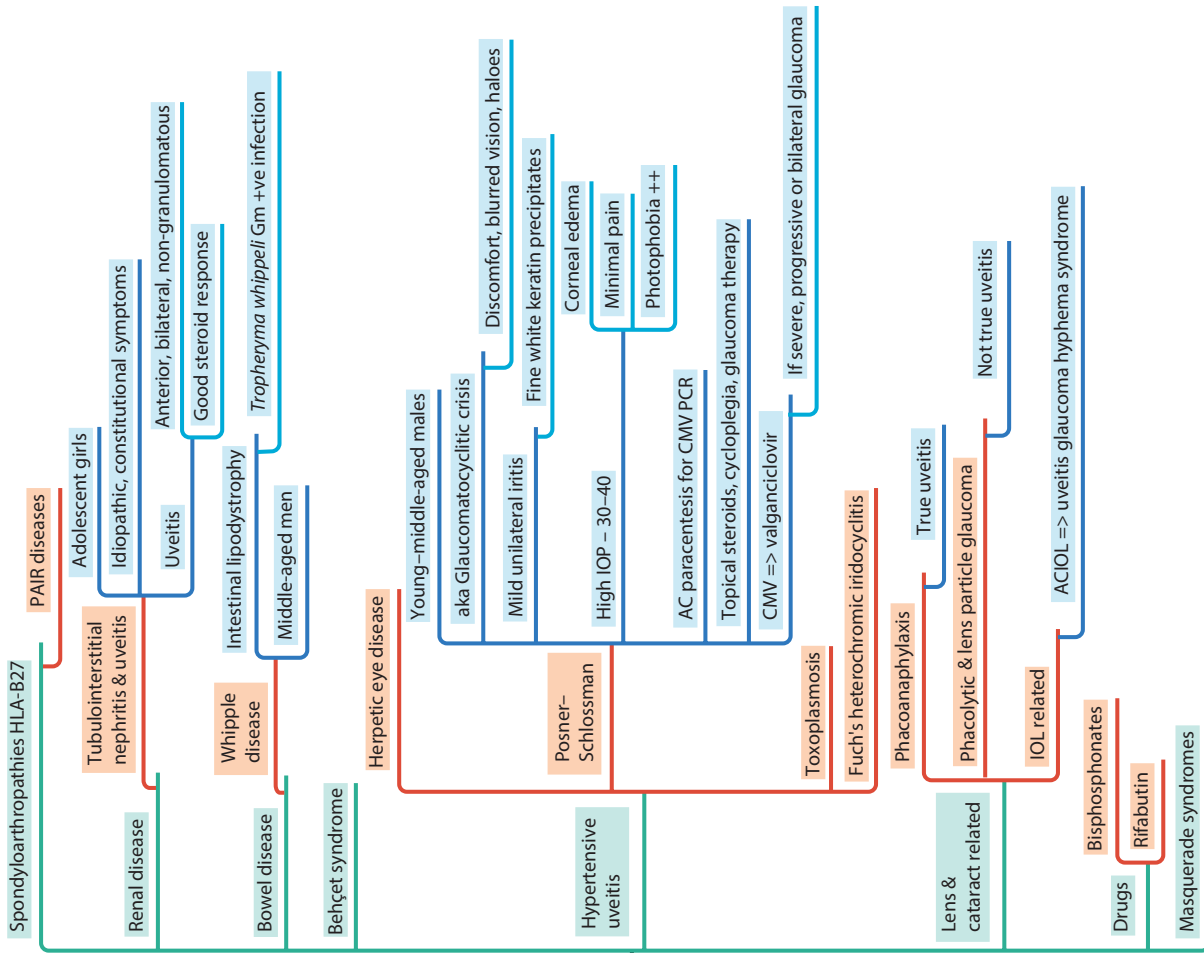 Spondyloarthropathies HLA-B27
PAIR diseases
Renal disease
Tubulointerstitial
nephritis & uveitis
Adolescent girls
Idiopathic, constitutional symptoms
Uveitis
Anterior, bilateral, non-granulomatous
Good steroid response
Bowel disease
Whipple
disease
Intestinal lipodystrophy
Tropheryma whippeli Gm +ve infection
Middle-aged men
Behçet syndrome
Hypertensive
uveitis
Herpetic eye disease
Posner–
Schlossman
Young–middle-aged males
aka Glaucomatocyclitic crisis
Discomfort, blurred vision, haloes
Mild unilateral iritis
Fine white keratin precipitates
High IOP – 30–40
Corneal edema
Minimal pain
Photophobia ++
AC paracentesis for CMV PCR
Topical steroids, cycloplegia, glaucoma therapy
CMV => valganciclovir
If severe, progressive or bilateral glaucoma
Toxoplasmosis
Fuch's heterochromic iridocyclitis
Lens &
cataract related
Phacoanaphylaxis
True uveitis
Phacolytic & lens particle glaucoma
Not true uveitis
IOL related
ACIOL => uveitis glaucoma hyphema syndrome
Drugs
Bisphosphonates
Rifabutin
Masquerade syndromes